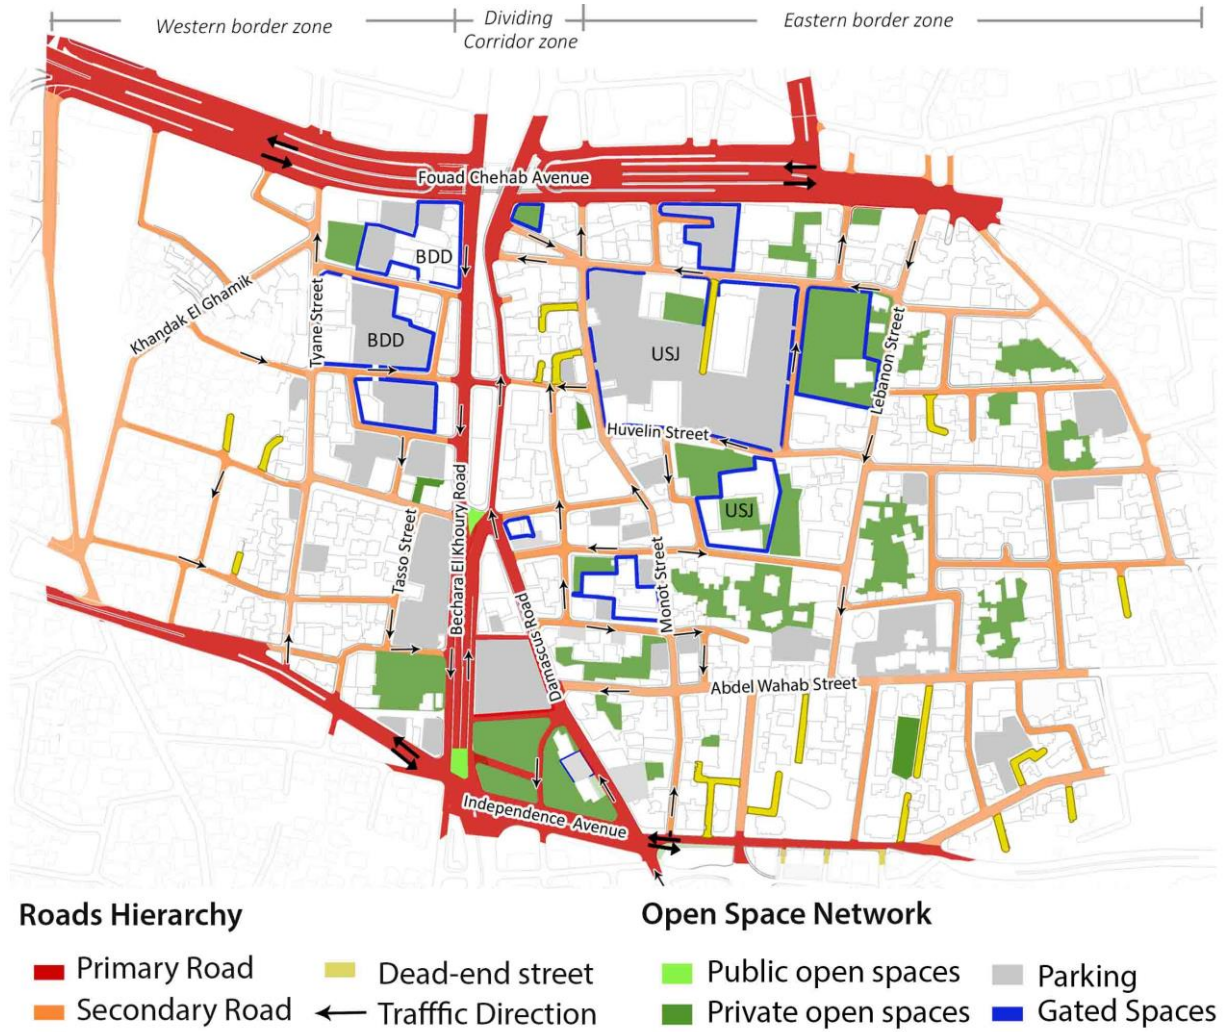 Western border zone
Dividing
Corridor zone
Eastern border zone
Fouad Chehab Avenue
BDD
Khandak El Ghamik
Tyane Street
BDD
USJ
Lebanon Street
Huvelin Street
USJ
Tasso Street
Bechara El Khoury Road
Damascus Road
Monot Street
Abdel Wahab Street
Independence Avenue
Roads Hierarchy
Primary Road
Secondary Road
Dead-end street
Trafffic Direction
Open Space Network
Public open spaces
Private open spaces
Parking
Gated Spaces